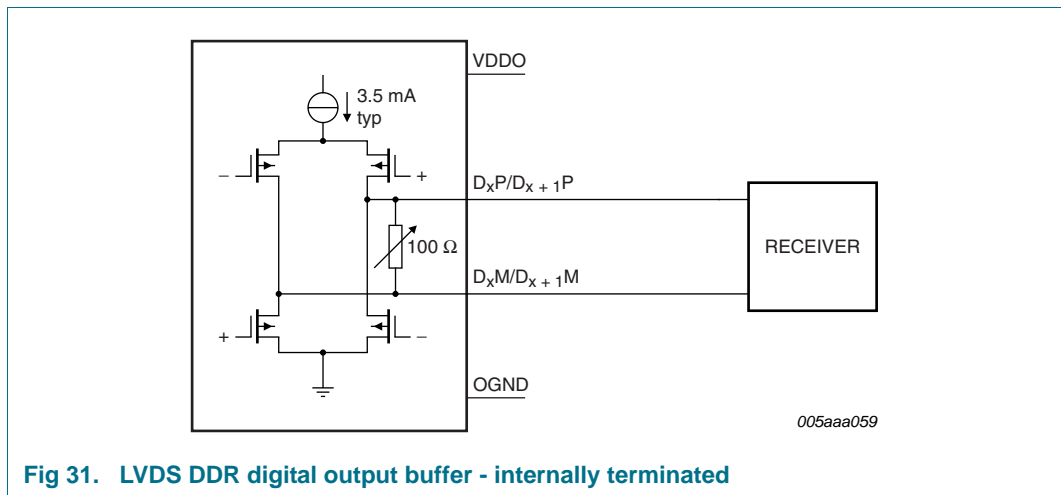 VDDO
3.5 mA
typ
−
+
DxP/Dx + 1P
100 Ω
RECEIVER
DxM/Dx + 1M
+
−
OGND
005aaa059
Fig 31. LVDS DDR digital output buffer - internally terminated